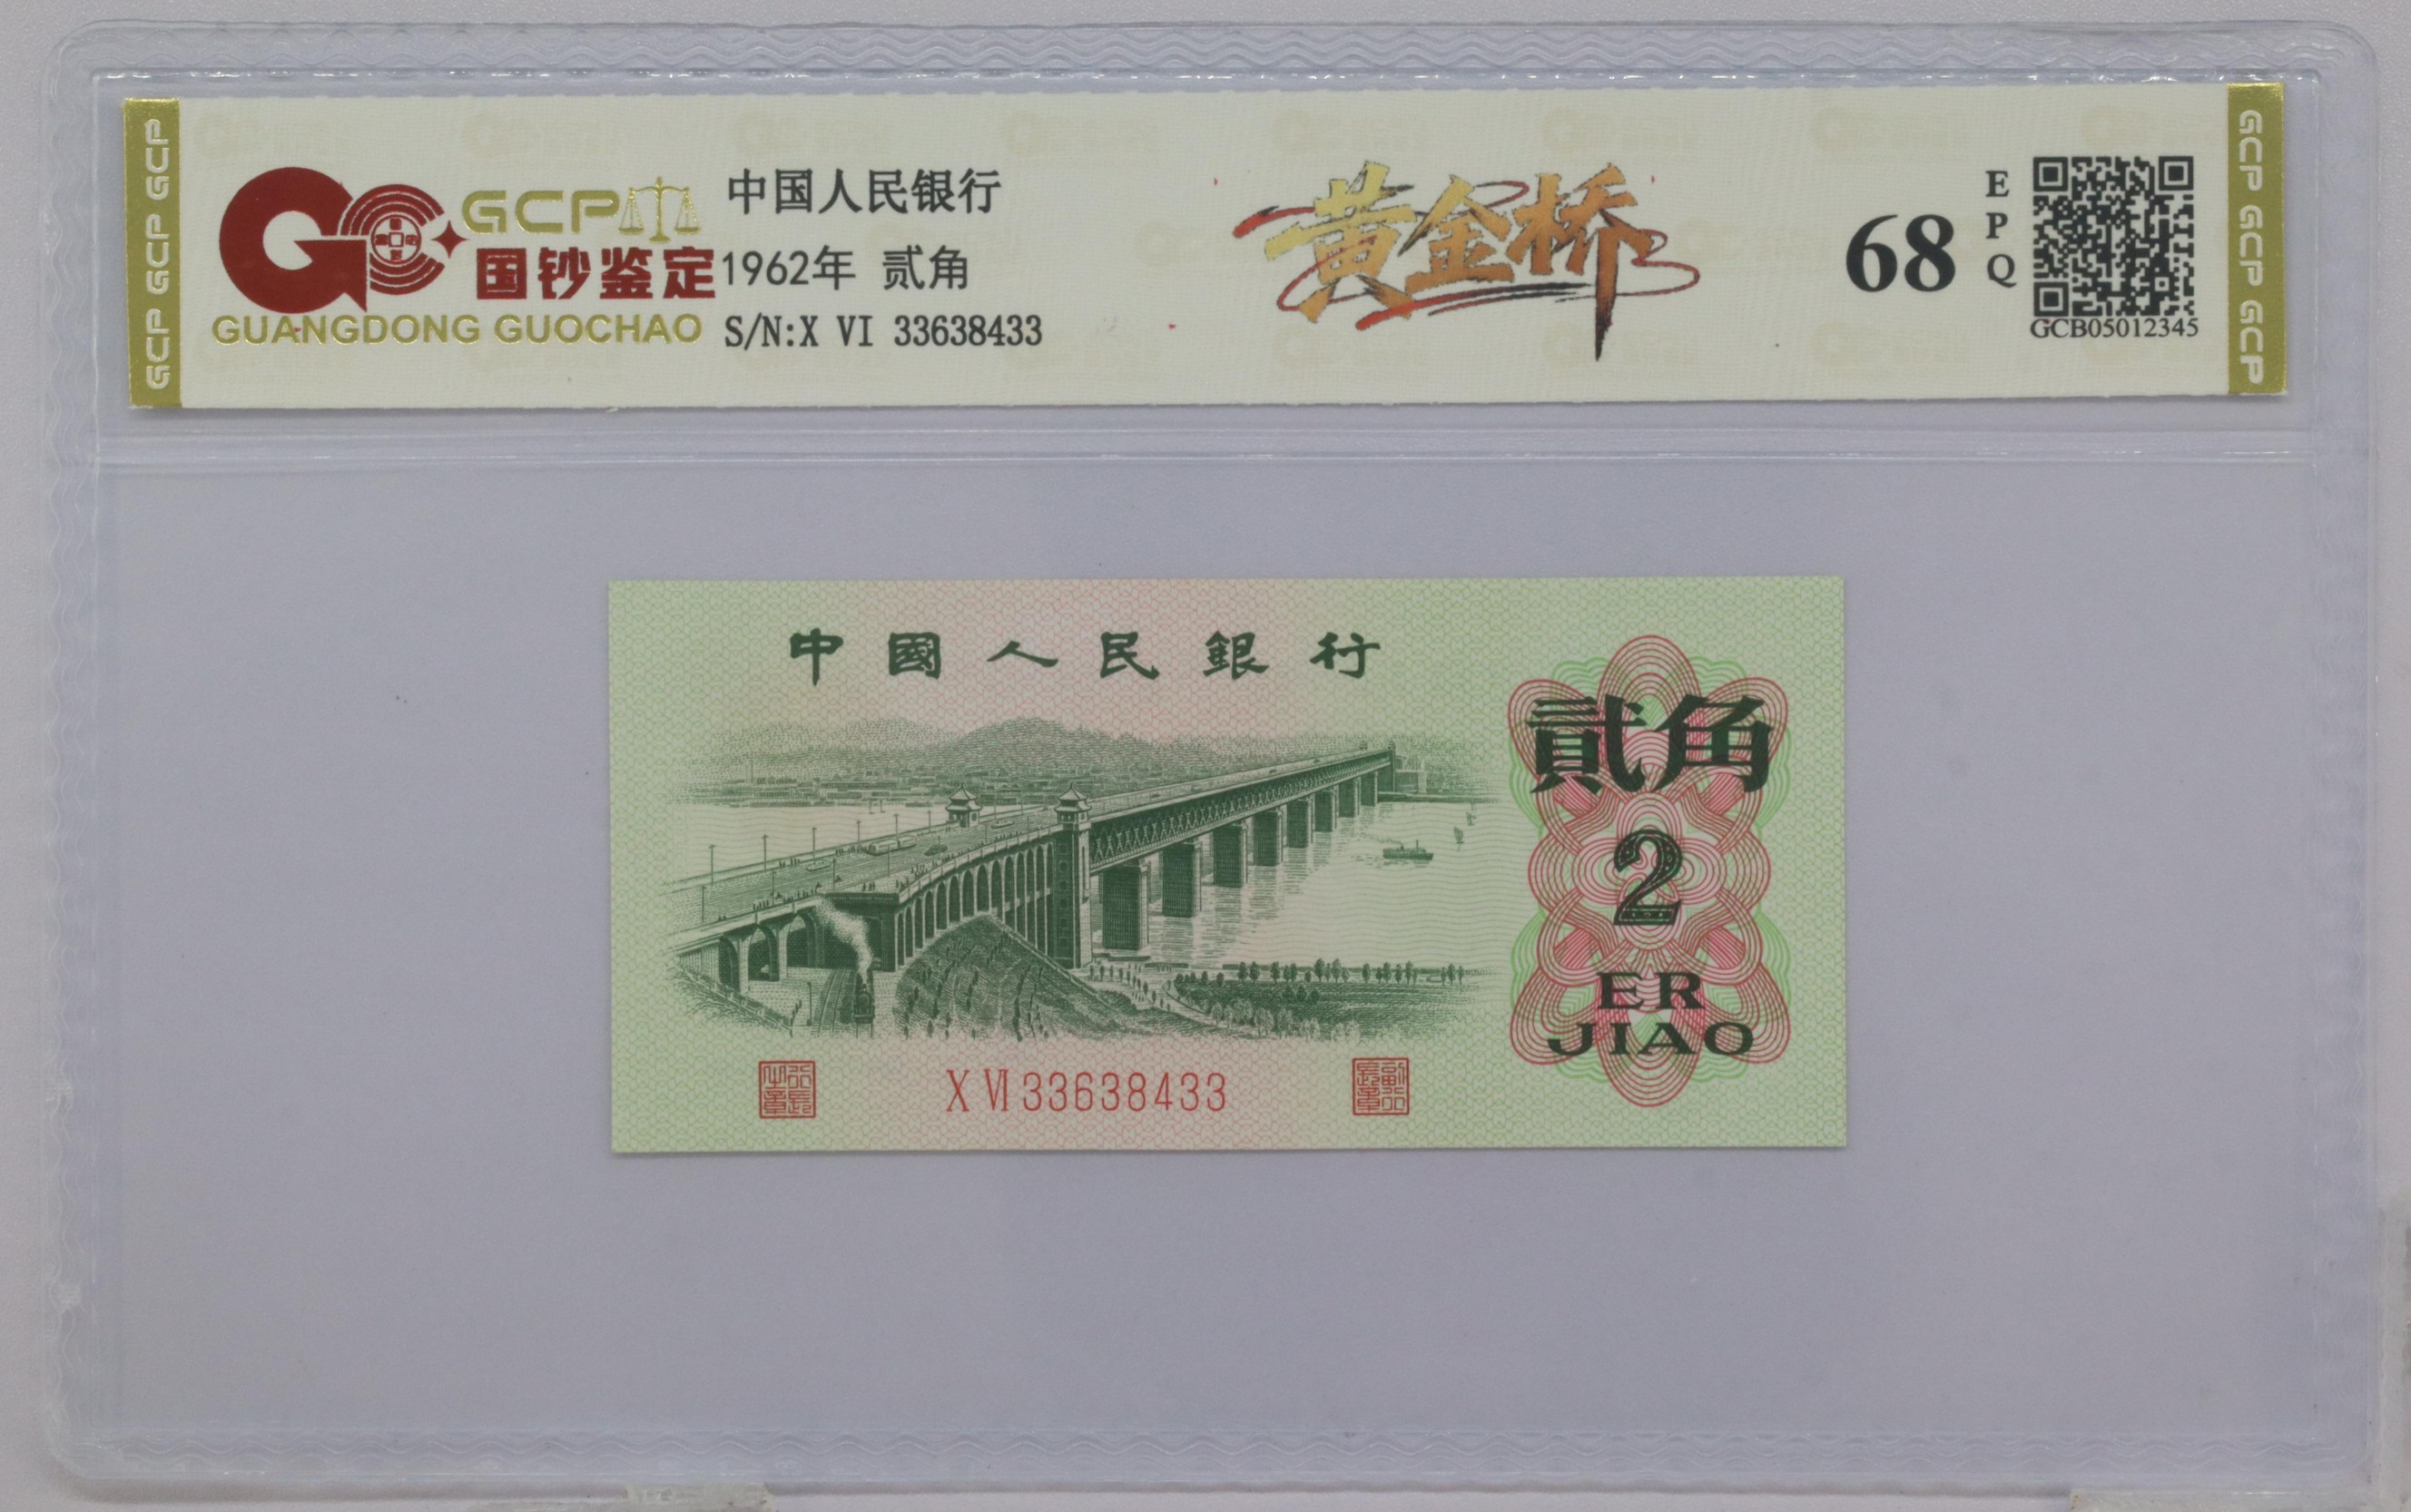 GCP GCP GCP
GCP
国钞鉴定
GUANGDONG GUOCHAO
中国人民银行
1962年 贰角
S/N:X VI 33638433
黄金桥
68
EPQ
GCB05012345
GCP GCP GCP GCP
中國人民銀行
貳角
2
ER
JIAO
X VI 33638433